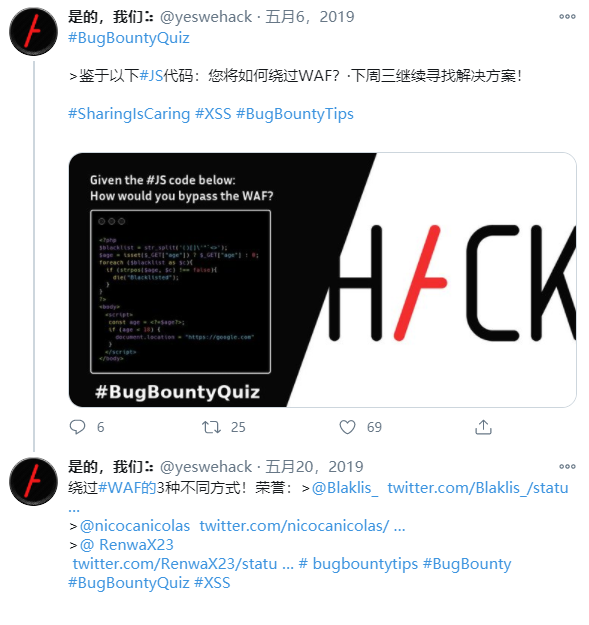 是的，我们:: @yeswehack · 五月6，2019
#BugBountyQuiz
>鉴于以下#JS代码：您将如何绕过WAF？·下周三继续寻找解决方案！
#SharingIsCaring #XSS #BugBountyTips
Given the #JS code below:
How would you bypass the WAF?
<?php
$blacklist = str_split('()[]\'"`<>');
$age = isset($_GET["age"]) ? $_GET["age"] : 0;
foreach ($blacklist as $c){
if (strpos($age, $c) !== false){
die("Blacklisted");
}
}
?>
<body>
<script>
const age = <?=$age?>;
if (age < 18) {
document.location = "https://google.com"
}
</script>
</body>
#BugBountyQuiz
HACK
6 25 69
是的，我们:: @yeswehack · 五月20，2019
绕过#WAF的3种不同方式！荣誉：>@Blaklis_ twitter.com/Blaklis_/statu
...
>@nicocanicolas twitter.com/nicocanicolas/ ...
>@ RenwaX23
twitter.com/RenwaX23/statu ... # bugbountytips #BugBounty
#BugBountyQuiz #XSS